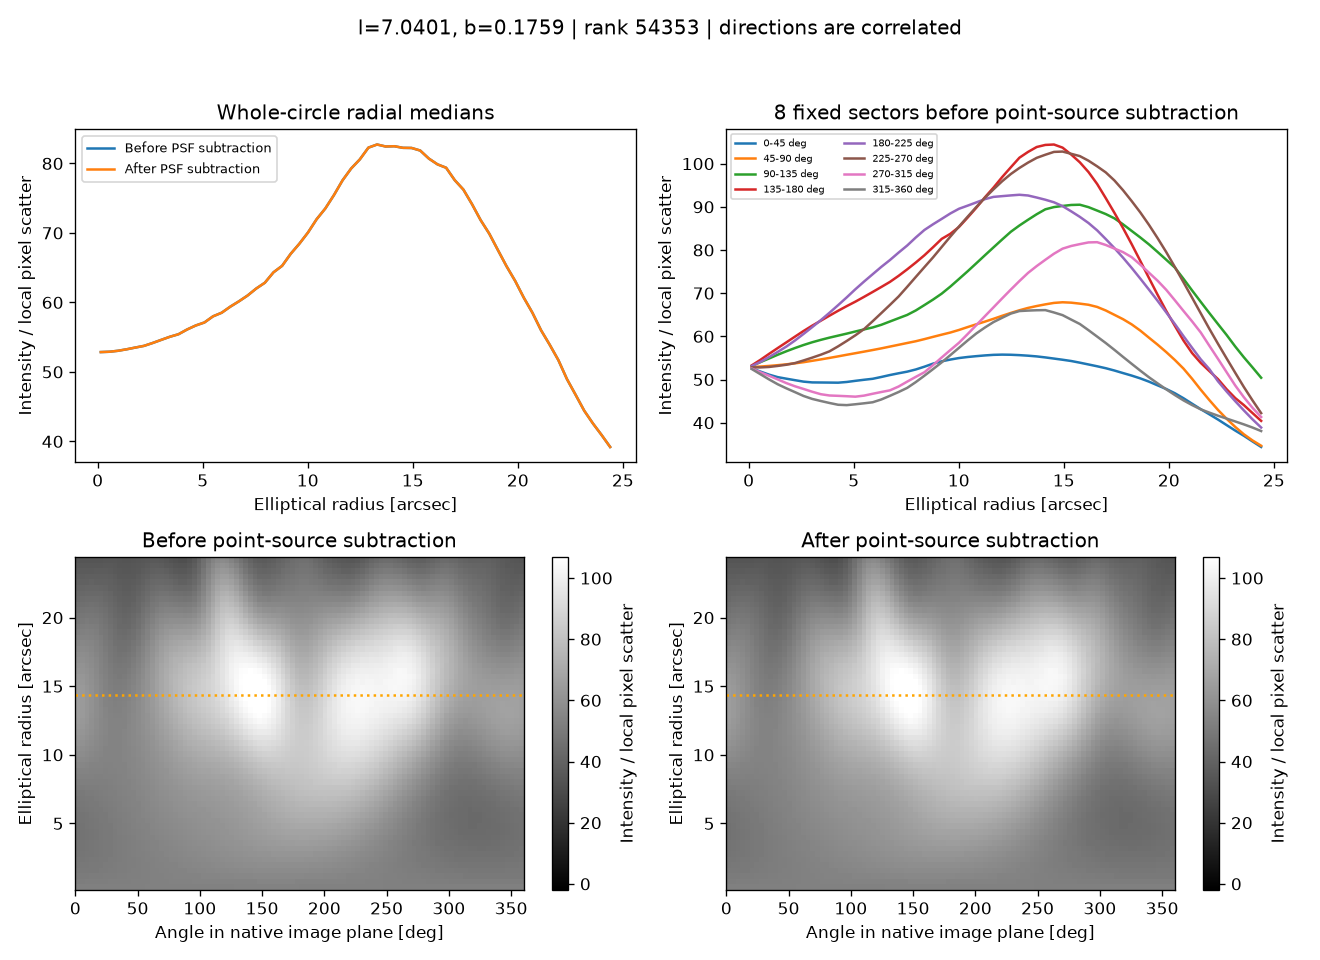 l=7.0401, b=0.1759 | rank 54353 | directions are correlated
Whole-circle radial medians
Before PSF subtraction
After PSF subtraction
80
70
60
50
40
0 5 10 15 20 25
Intensity / local pixel scatter
Elliptical radius [arcsec]
8 fixed sectors before point-source subtraction
0-45 deg
45-90 deg
90-135 deg
135-180 deg
180-225 deg
225-270 deg
270-315 deg
315-360 deg
100
90
80
70
60
50
40
0 5 10 15 20 25
Intensity / local pixel scatter
Elliptical radius [arcsec]
Before point-source subtraction
20
15
10
5
0 50 100 150 200 250 300 350
Elliptical radius [arcsec]
Angle in native image plane [deg]
100
80
60
40
20
0
Intensity / local pixel scatter
After point-source subtraction
20
15
10
5
0 50 100 150 200 250 300 350
Elliptical radius [arcsec]
Angle in native image plane [deg]
100
80
60
40
20
0
Intensity / local pixel scatter